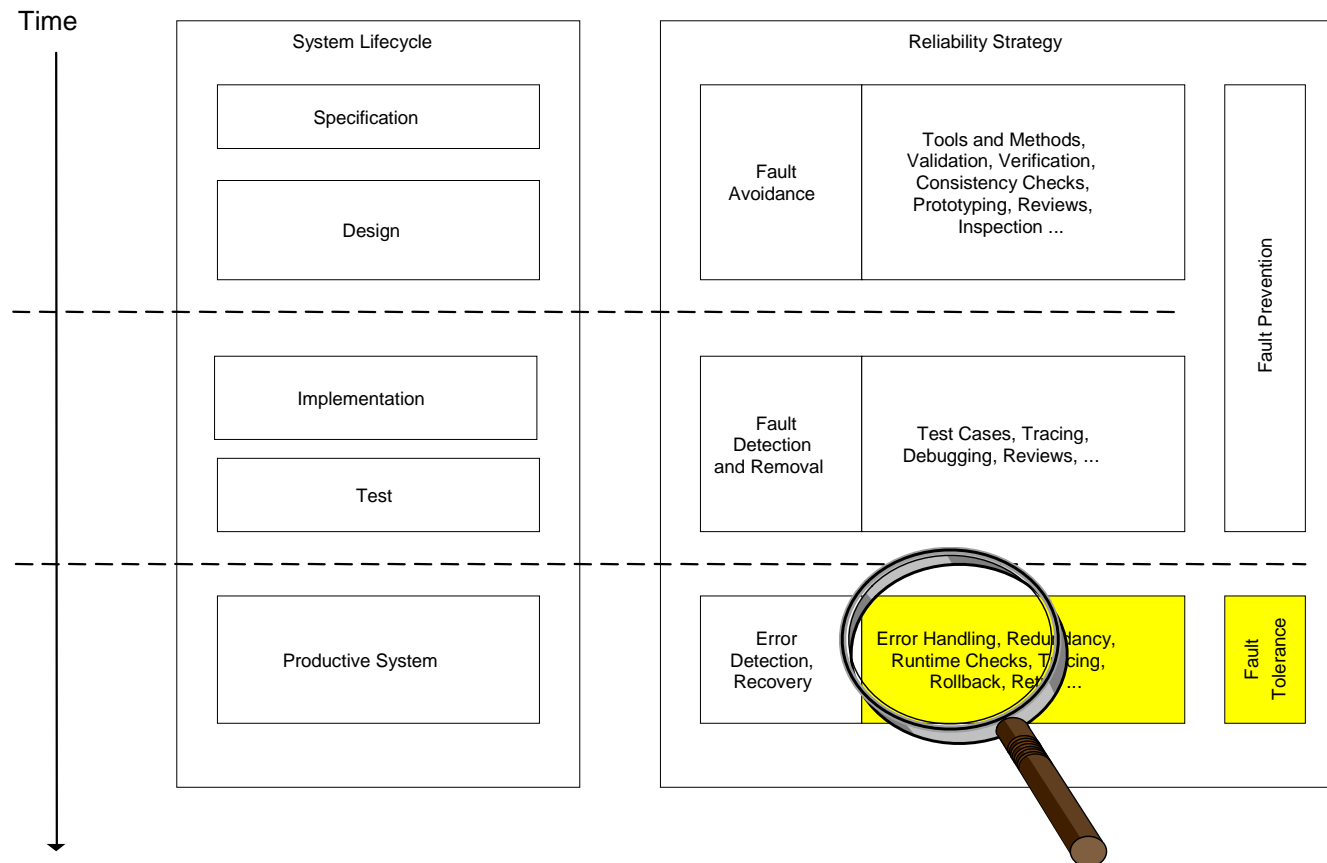 Time
System Lifecycle
Reliability Strategy
Specification
Design
Fault
Avoidance
Tools and Methods,
Validation, Verification,
Consistency Checks,
Prototyping, Reviews,
Inspection ...
Fault Prevention
Implementation
Test
Fault
Detection
and Removal
Test Cases, Tracing,
Debugging, Reviews, ...
Productive System
Error
Detection,
Recovery
Error Handling, Redundancy,
Runtime Checks, Tracing,
Rollback, ...
Fault
Tolerance